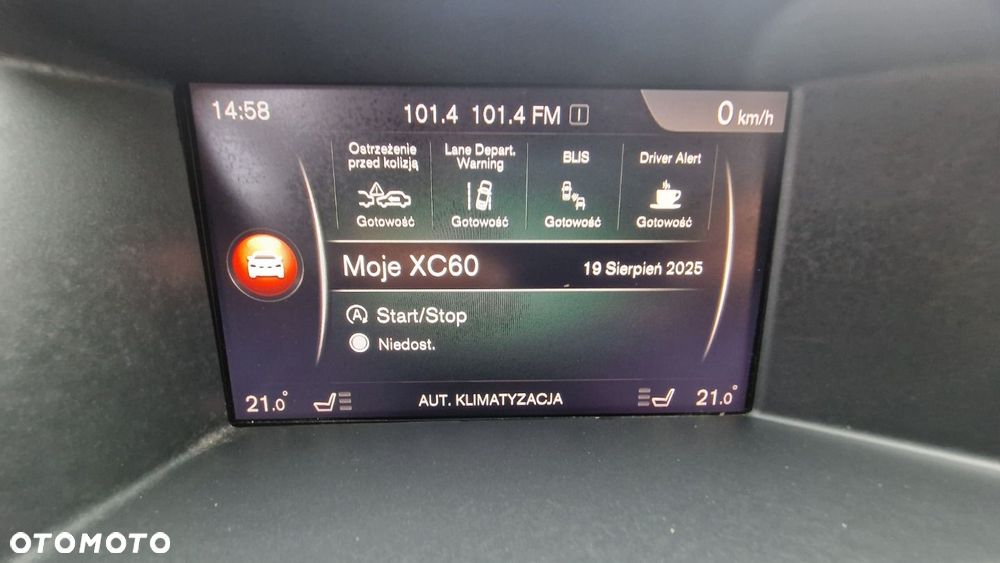 14:58 101.4 101.4 FM I 0 km/h
Ostrzeżenie przed kolizją
Gotowość
Lane Depart. Warning
Gotowość
BLIS
Gotowość
Driver Alert
Gotowość
Moje XC60 19 Sierpień 2025
A Start/Stop
Niedost.
21.0° AUT. KLIMATYZACJA 21.0°
OTOMOTO